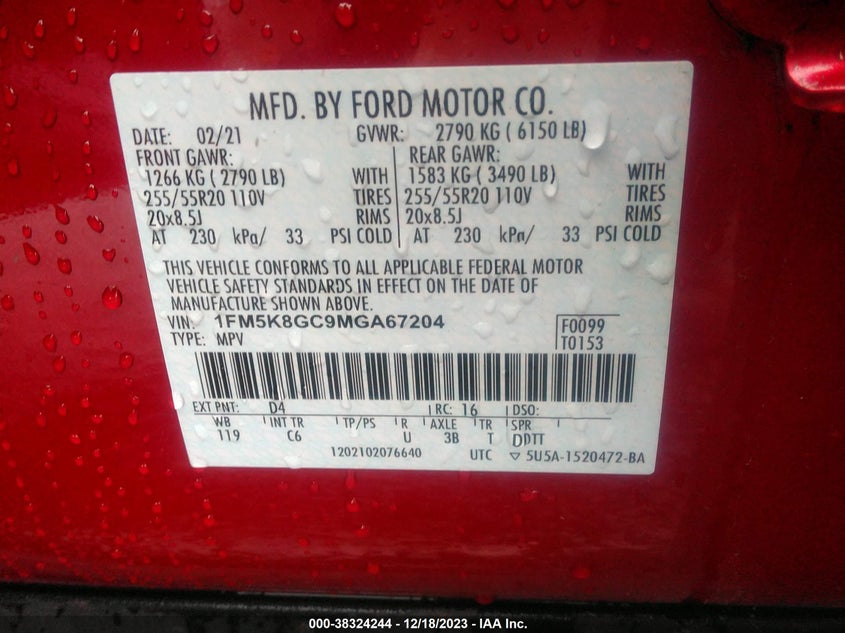 MFD. BY FORD MOTOR CO.
DATE: 02/21 GVWR: 2790 KG ( 6150 LB)
FRONT GAWR: REAR GAWR:
1266 KG ( 2790 LB) WITH 1583 KG ( 3490 LB) WITH
255/55R20 110V TIRES 255/55R20 110V TIRES
20x8.5J RIMS 20x8.5J RIMS
AT 230 kPa/ 33 PSI COLD AT 230 kPa/ 33 PSI COLD
THIS VEHICLE CONFORMS TO ALL APPLICABLE FEDERAL MOTOR
VEHICLE SAFETY STANDARDS IN EFFECT ON THE DATE OF
MANUFACTURE SHOWN ABOVE.
VIN: 1FM5K8GC9MGA67204 F0099
TYPE: MPV T0153
EXT PNT: D4 RC: 16 DSO:
WB INT TR TP/PS R AXLE TR SPR
119 C6 U 3B T DDTT
1202102076640 UTC ▽ 5U5A-1520472-BA
000-38324244 - 12/18/2023 - IAA Inc.